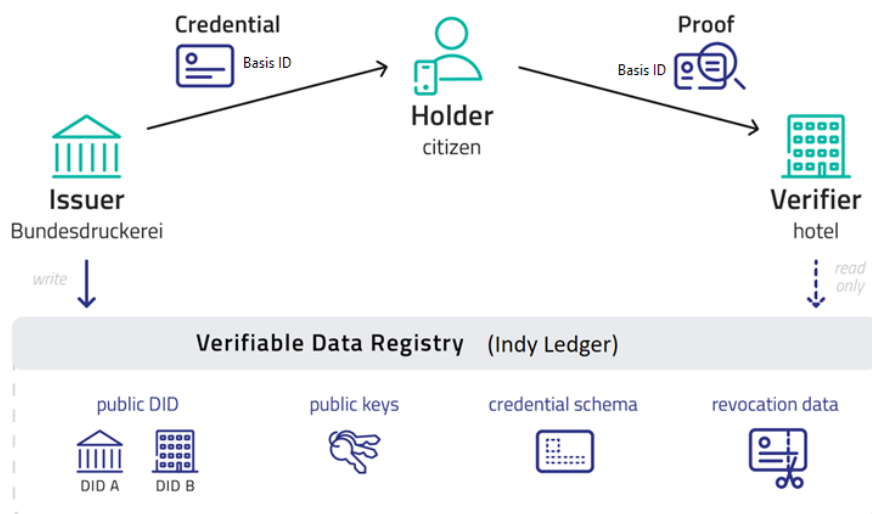 Credential
Basis ID
Proof
Basis ID
Holder
citizen
Issuer
Bundesdruckerei
Verifier
hotel
write
read
only
Verifiable Data Registry (Indy Ledger)
public DID
public keys
credential schema
revocation data
DID A
DID B